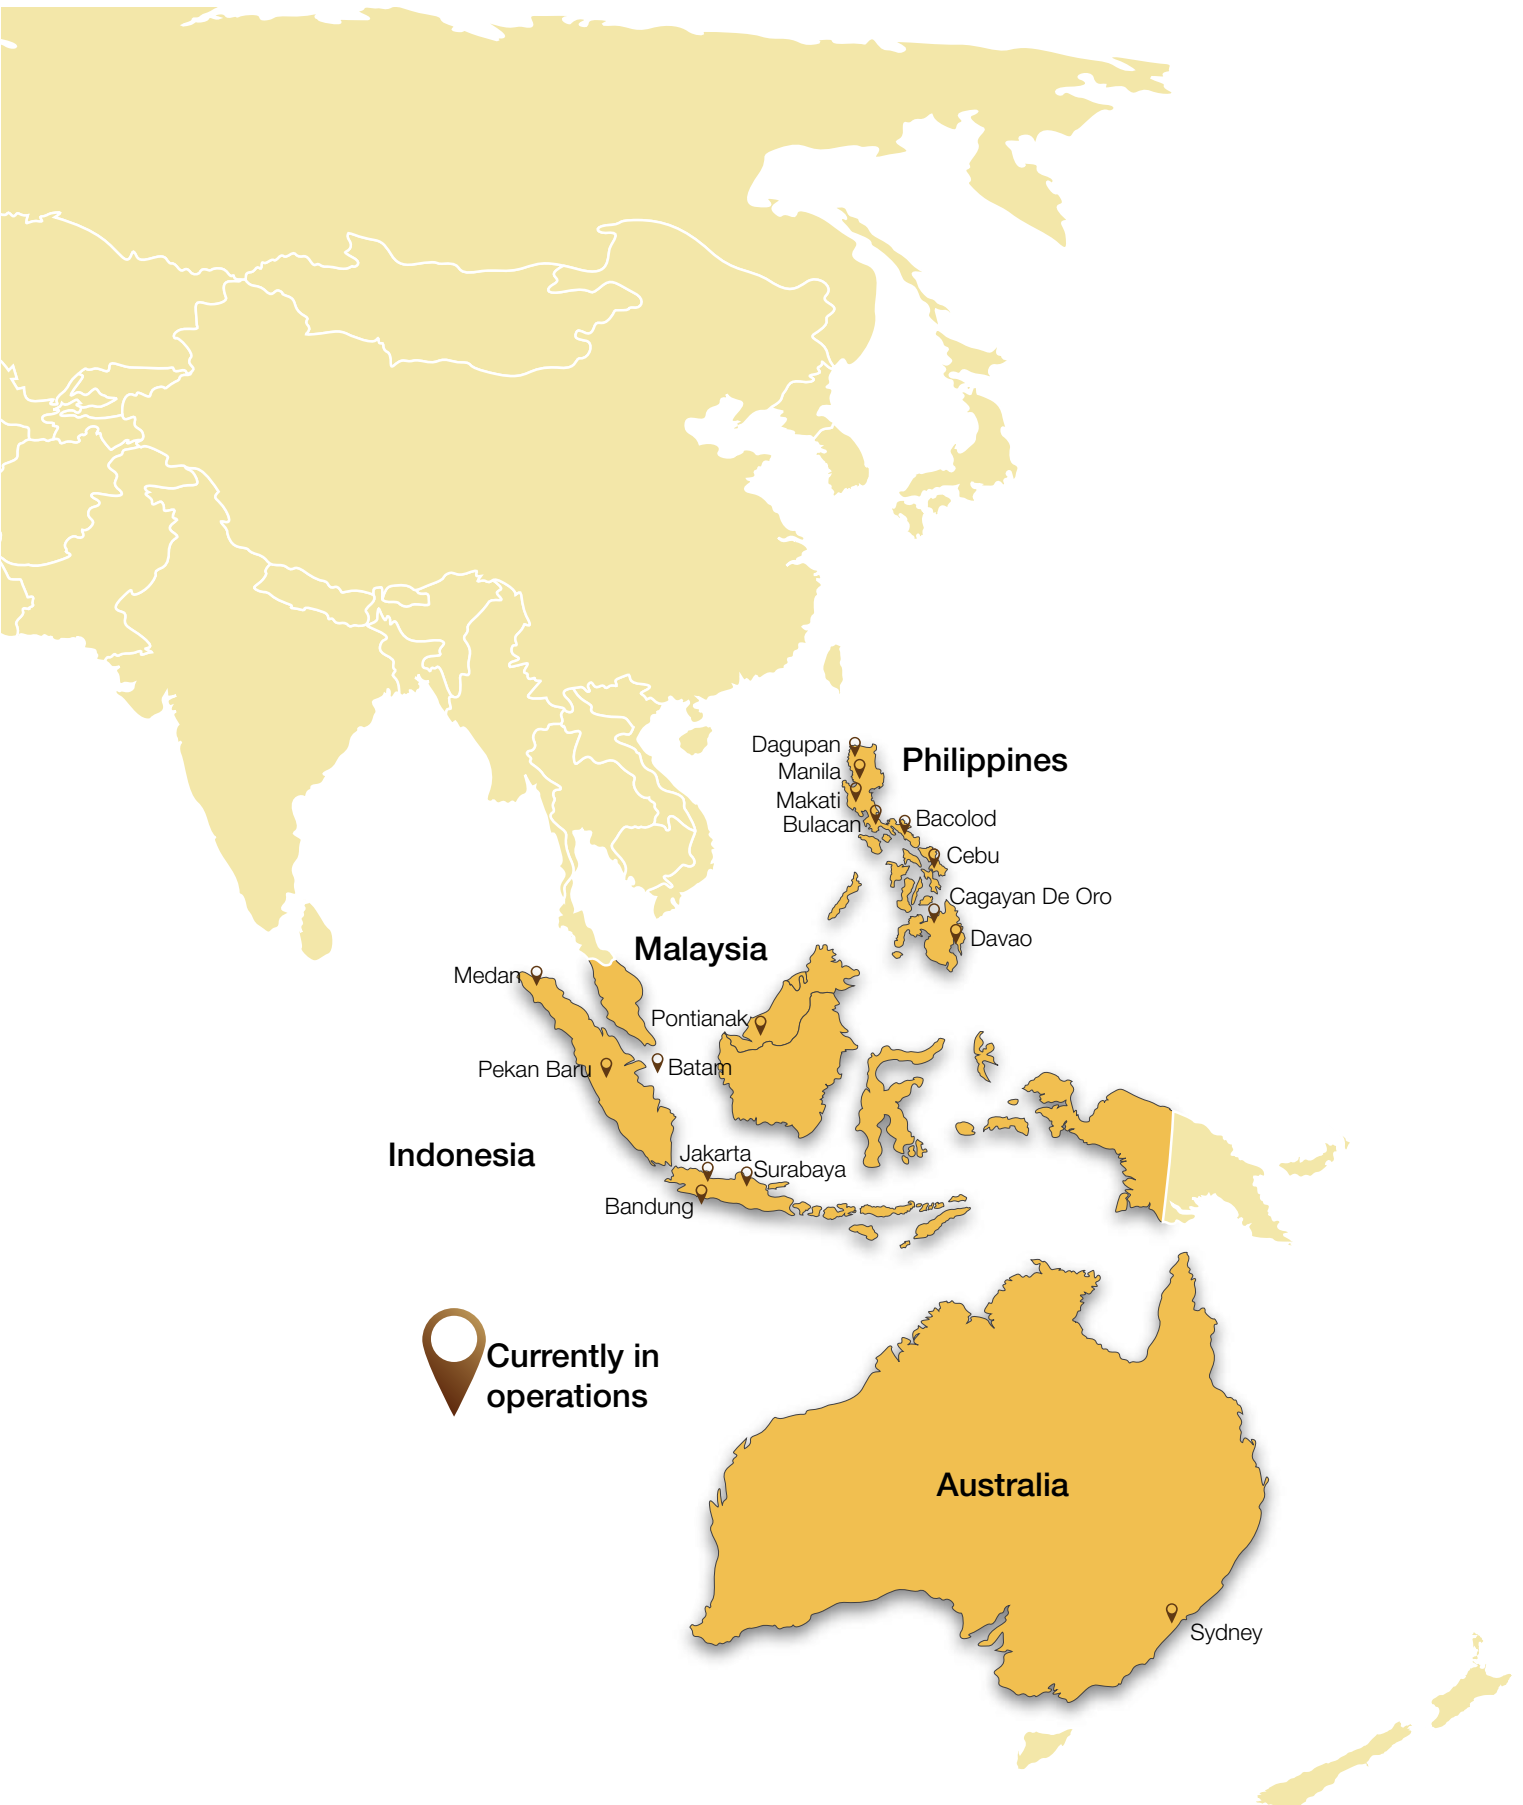 Dagupan
Philippines
Manila
Makati
Bulacan
Bacolod
Cebu
Cagayan De Oro
Davao
Malaysia
Medan
Pontianak
Pekan Baru
Batam
Indonesia
Jakarta
Surabaya
Bandung
Currently in
operations
Australia
Sydney